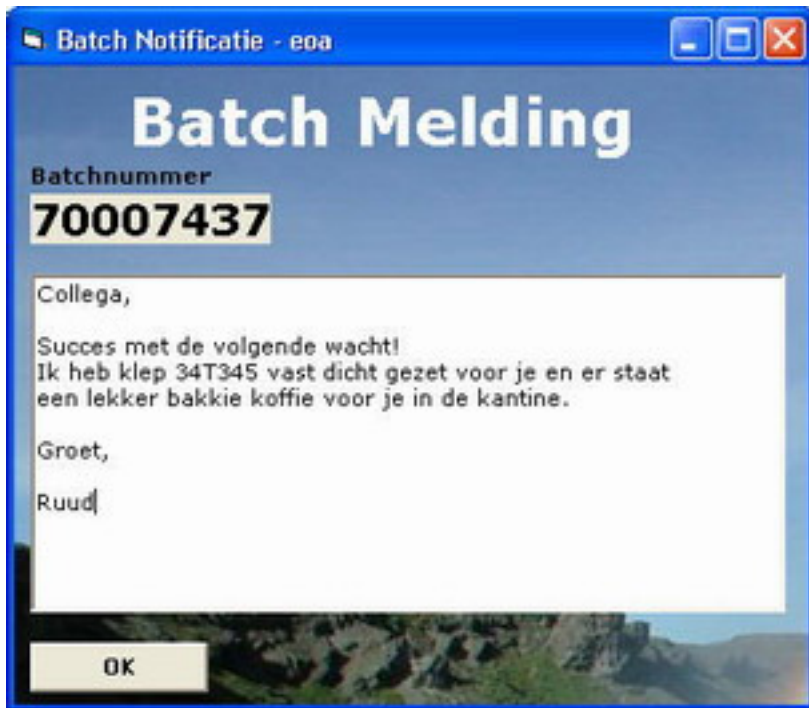 Batch Notificatie - eoa
Batch Melding
Batchnummer
70007437
Collega,
Succes met de volgende wacht!
Ik heb klep 34T345 vast dicht gezet voor je en er staat
een lekker bakkie koffie voor je in de kantine.
Groet,
Ruud
OK